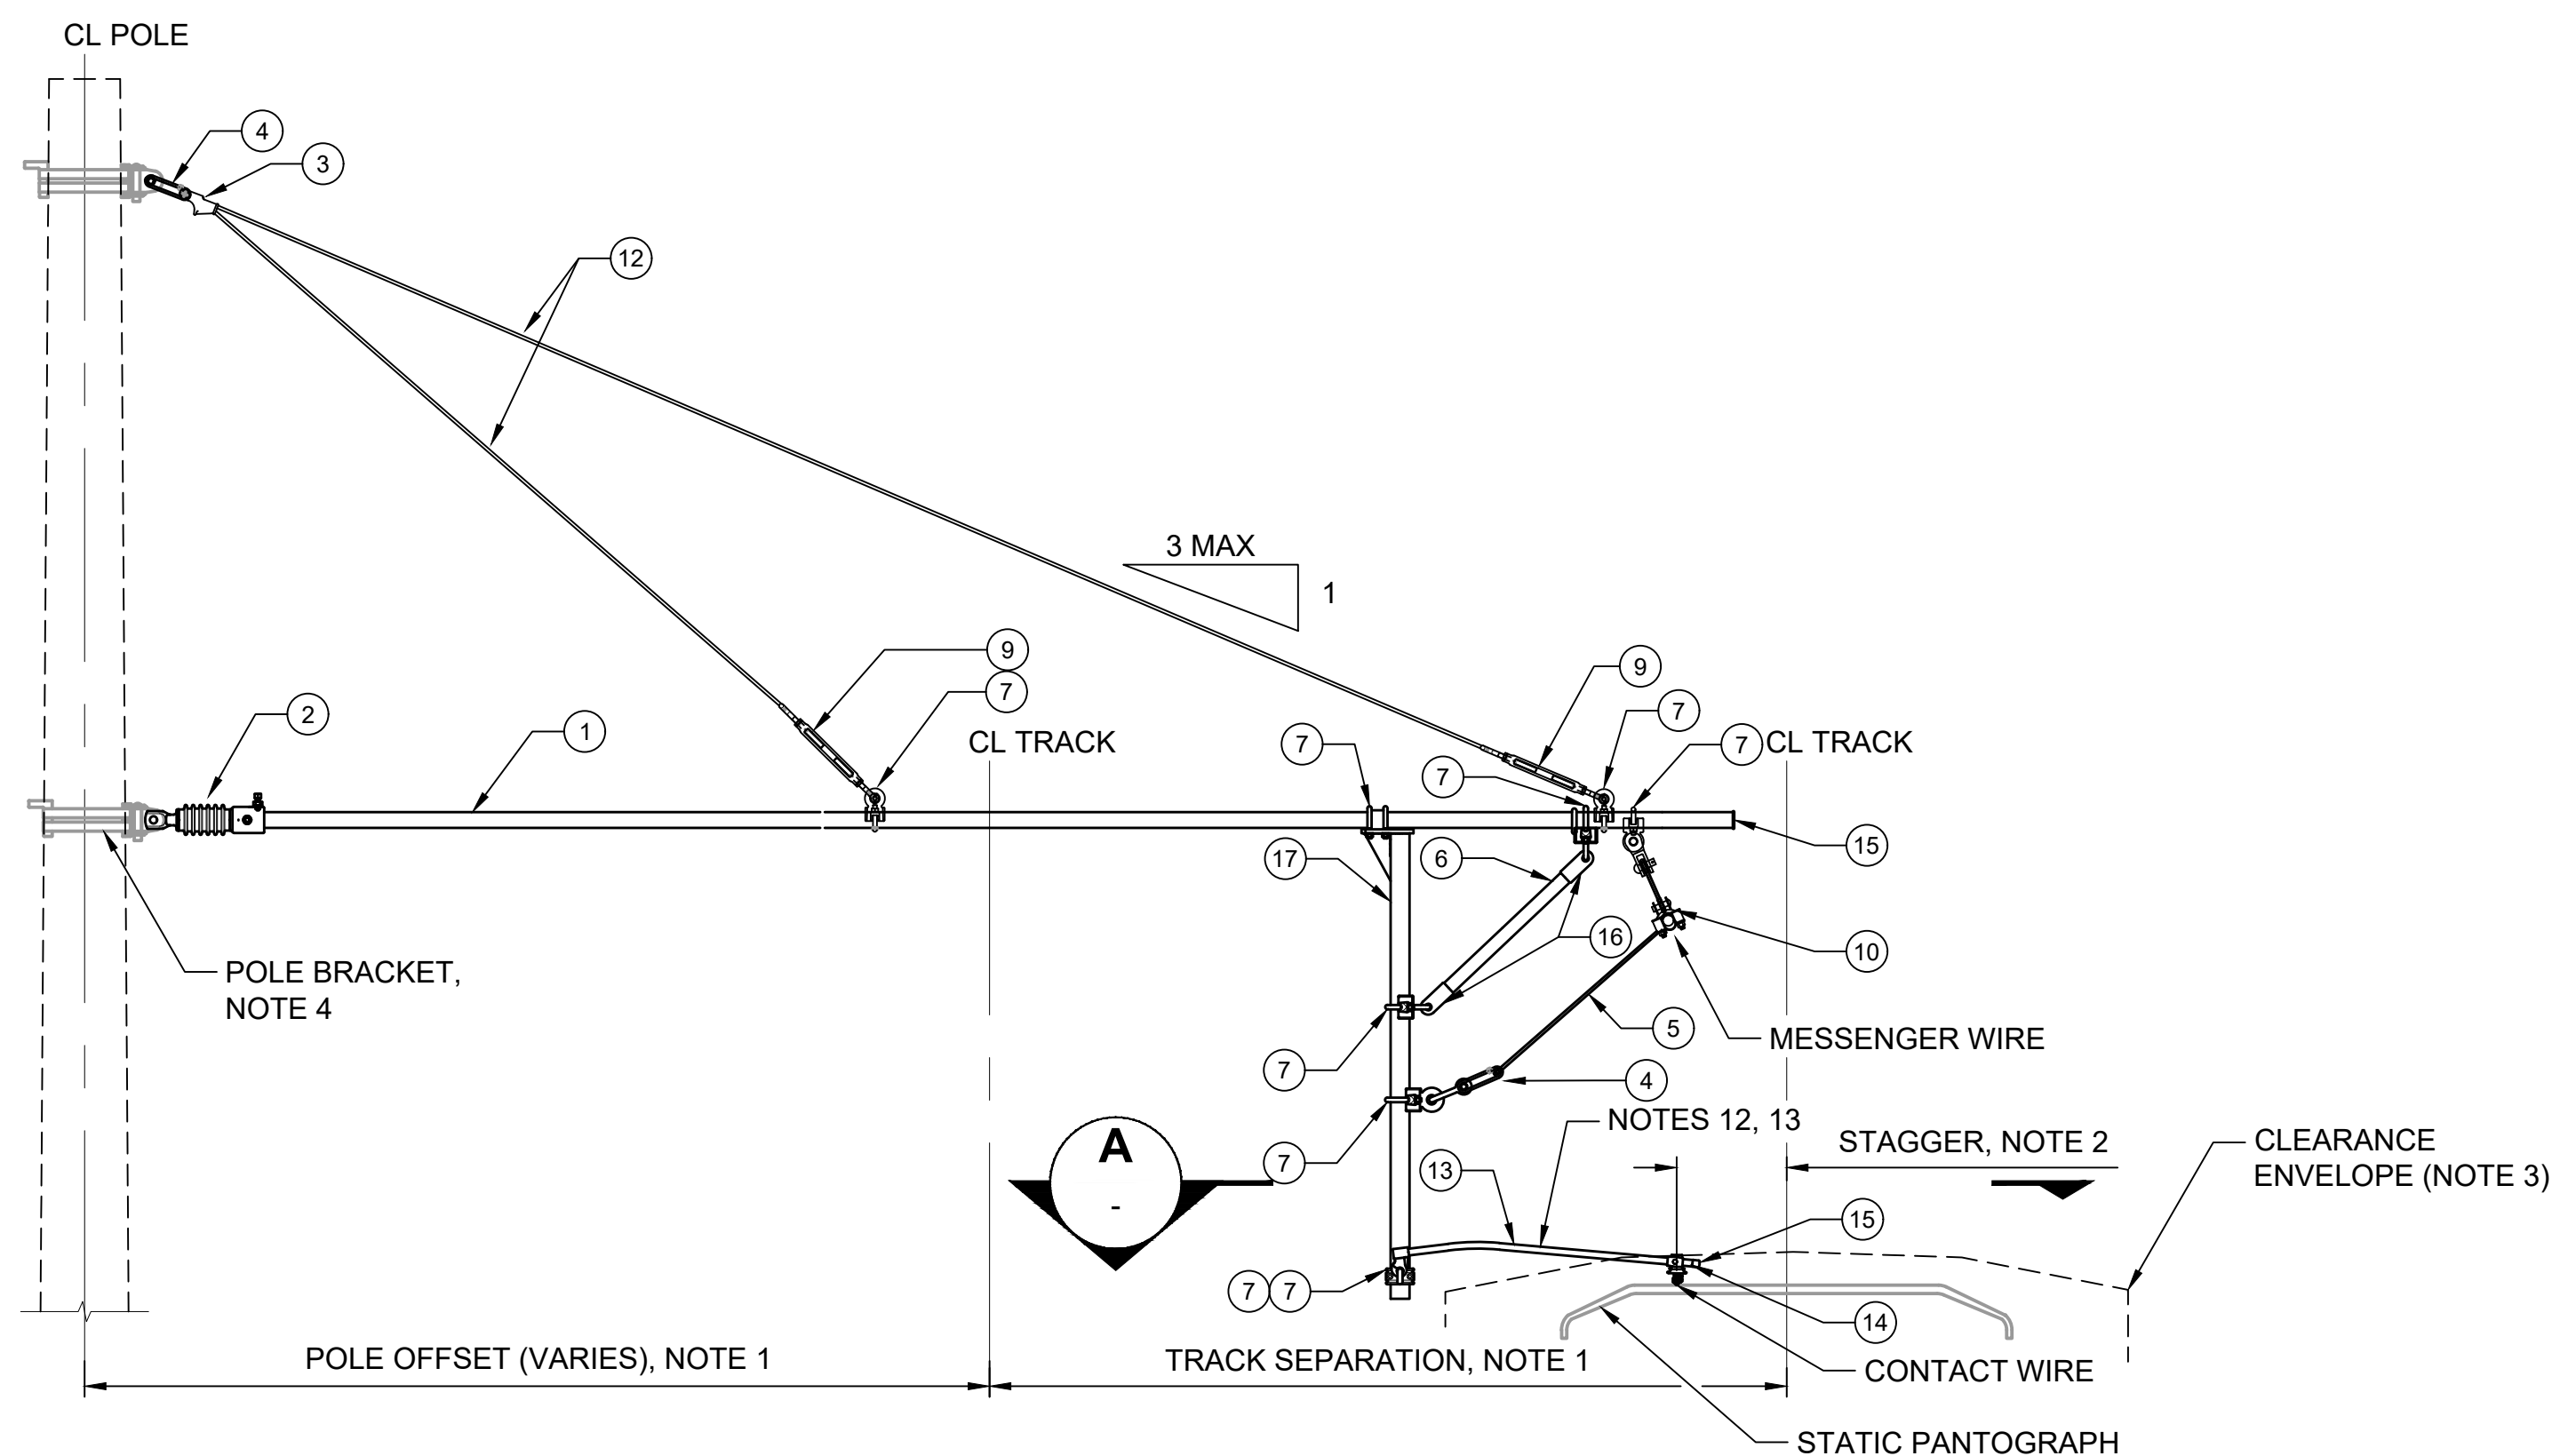 CL POLE
4
3
12
3 MAX
1
9
7
9
7
7
CL TRACK
2
1
CL TRACK
7
7
15
17
6
16
10
POLE BRACKET,
NOTE 4
5
MESSENGER WIRE
7
4
NOTES 12, 13
A
-
7
13
STAGGER, NOTE 2
CLEARANCE
ENVELOPE (NOTE 3)
15
7 7
14
POLE OFFSET (VARIES), NOTE 1
TRACK SEPARATION, NOTE 1
CONTACT WIRE
STATIC PANTOGRAPH